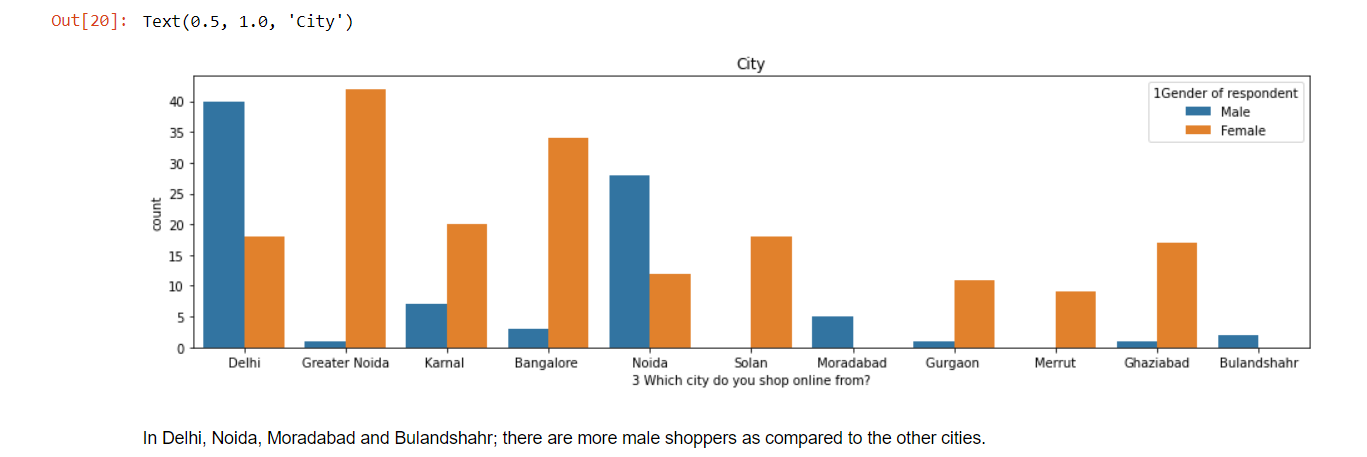 Out[20]: Text(0.5, 1.0, 'City')
City
1Gender of respondent
Male
Female
40
35
30
25
20
15
10
5
0
count
Delhi Greater Noida Karnal Bangalore Noida Solan Moradabad Gurgaon Merrut Ghaziabad Bulandshahr
3 Which city do you shop online from?
In Delhi, Noida, Moradabad and Bulandshahr; there are more male shoppers as compared to the other cities.